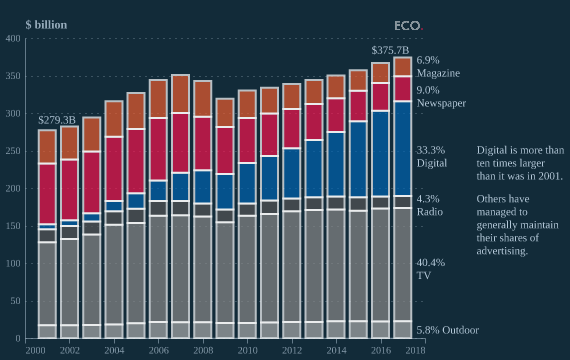 $ billion
ECO.
400
350
300
250
200
150
100
50
0
$279.3B
$375.7B
6.9%
Magazine
9.0%
Newspaper
33.3%
Digital
4.3%
Radio
40.4%
TV
5.8% Outdoor
Digital is more than
ten times larger
than it was in 2001.
Others have
managed to
generally maintain
their shares of
advertising.
2000 2002 2004 2006 2008 2010 2012 2014 2016 2018